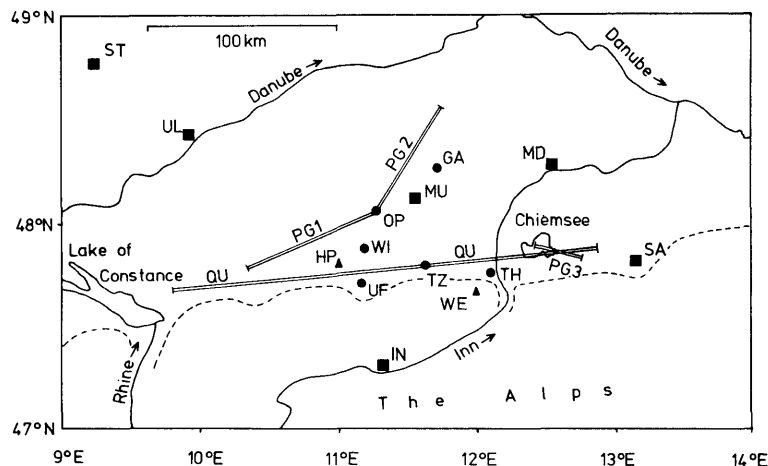 49°N
48°N
47°N
9°E
10°E
11°E
12°E
13°E
14°E
100 km
ST
Danube
Danube
UL
PG2
GA
MU
MD
OP
PG1
Chiemsee
WI
HP
QU
QU
SA
Lake of
Constance
UF
TZ
TH
PG3
WE
IN
Inn
Rhine
The Alps